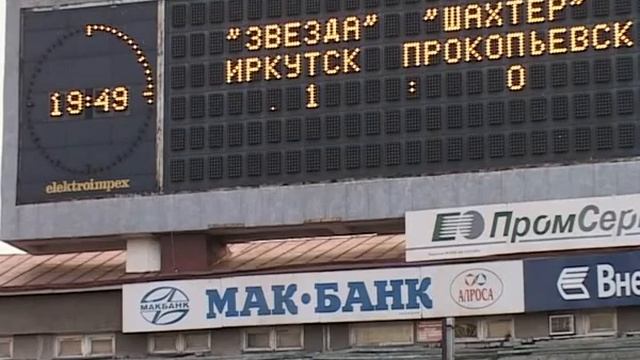 "ЗВЕЗДА" "ШАХТЕР"
ИРКУТСК ПРОКОПЬЕВСК
1 : 0
19:49
elektroimpex
ПромСер
МАКБАНК МАК·БАНК АЛРОСА Вне